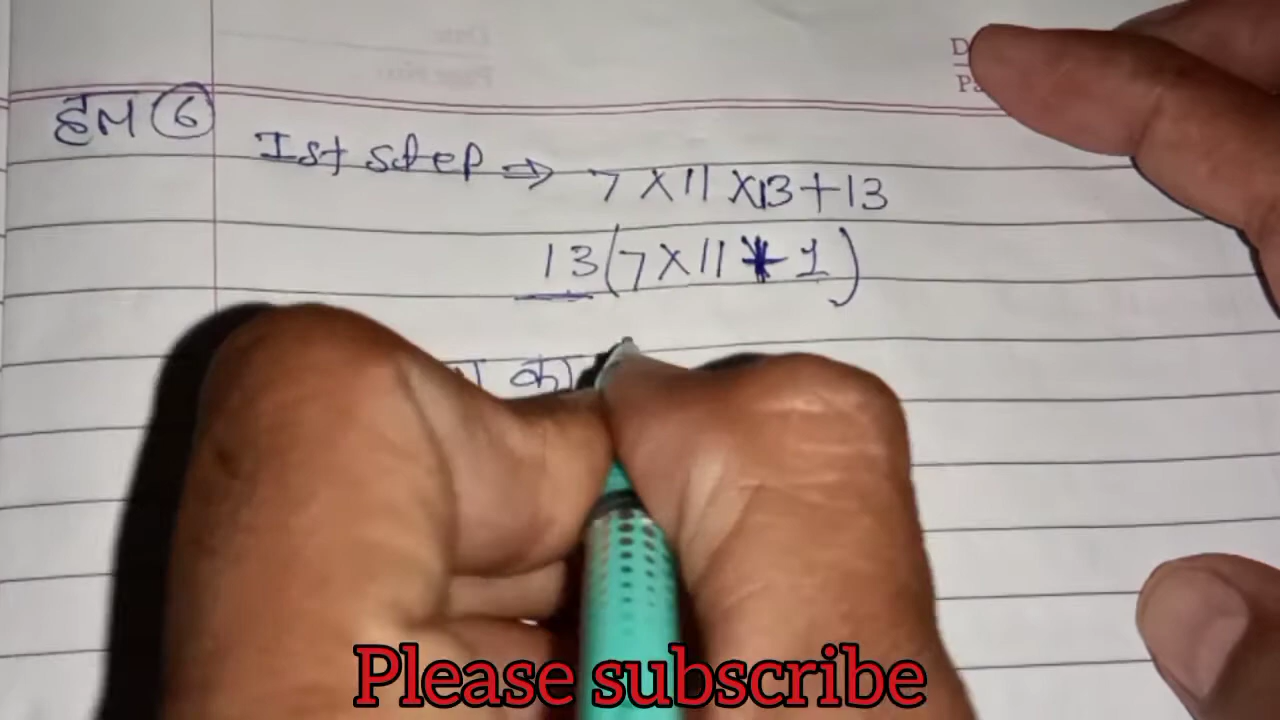 हल 6
Ist step ⇒ 7 X 11 X 13 + 13
13(7 X 11 + 1)
का
Please subscribe